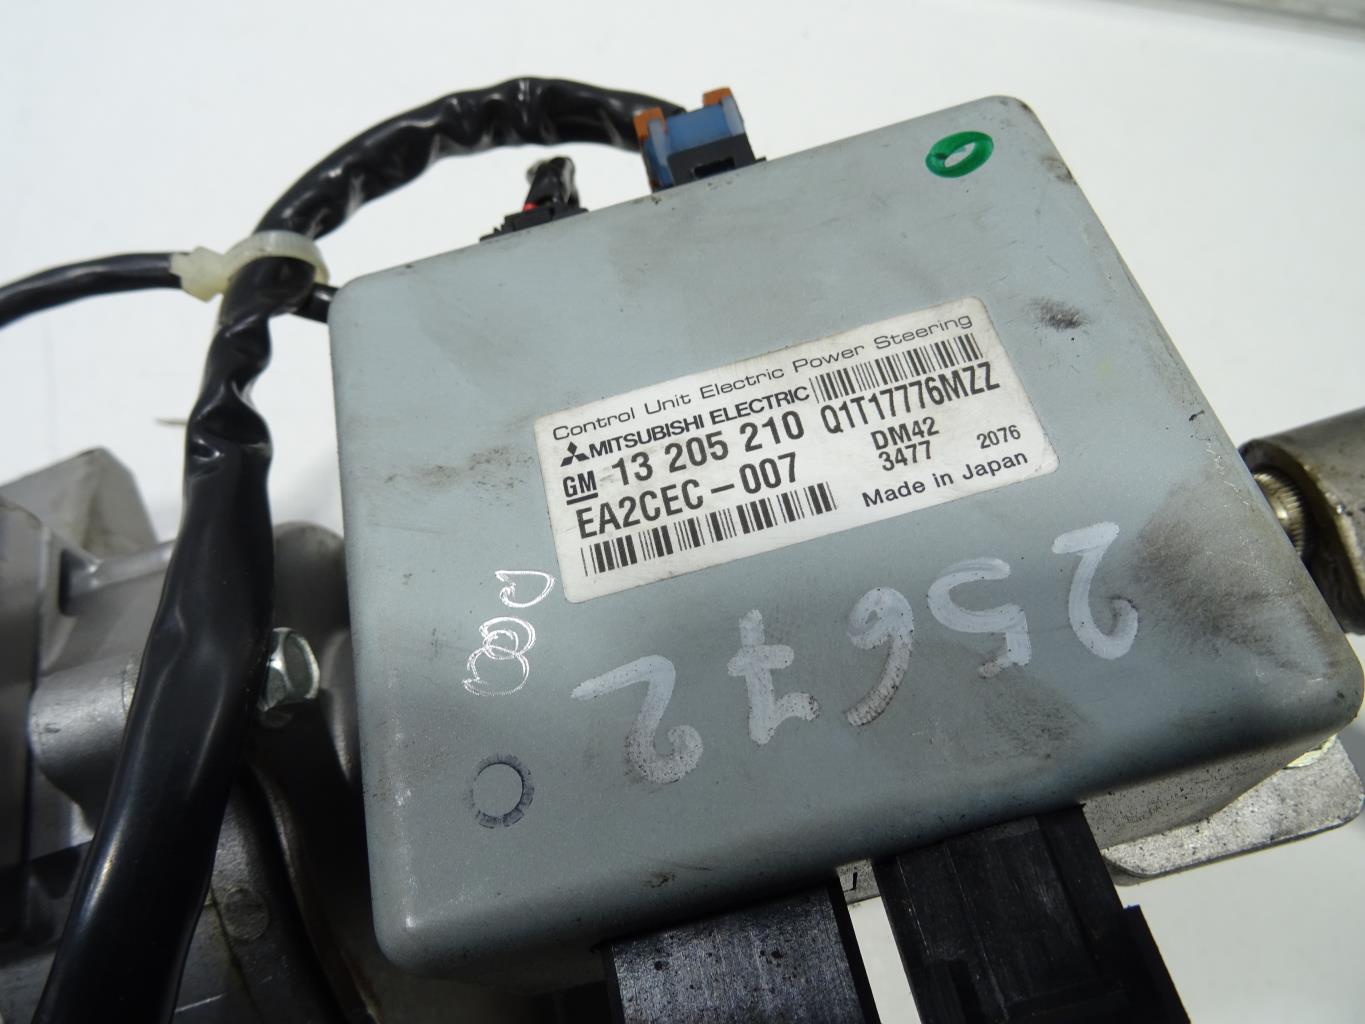 Control Unit Electric Power Steering
MITSUBISHI ELECTRIC
GM 13 205 210 Q1T17776MZZ
EA2CEC-007 DM42
3477 2076
Made in Japan
25672